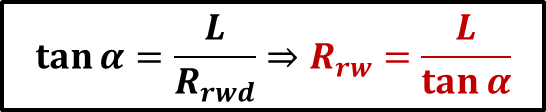 tan α = L / R_rwd ⇒ R_rw = L / tan α